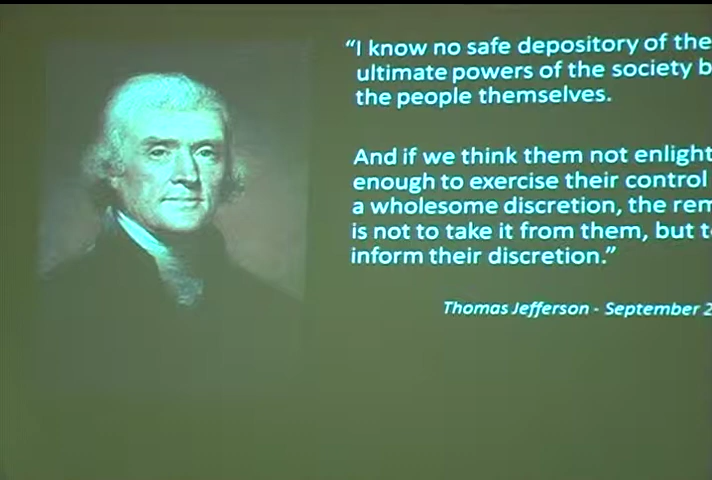 “I know no safe depository of the
ultimate powers of the society b
the people themselves.
And if we think them not enlight
enough to exercise their control
a wholesome discretion, the rem
is not to take it from them, but t
inform their discretion.”
Thomas Jefferson - September 2